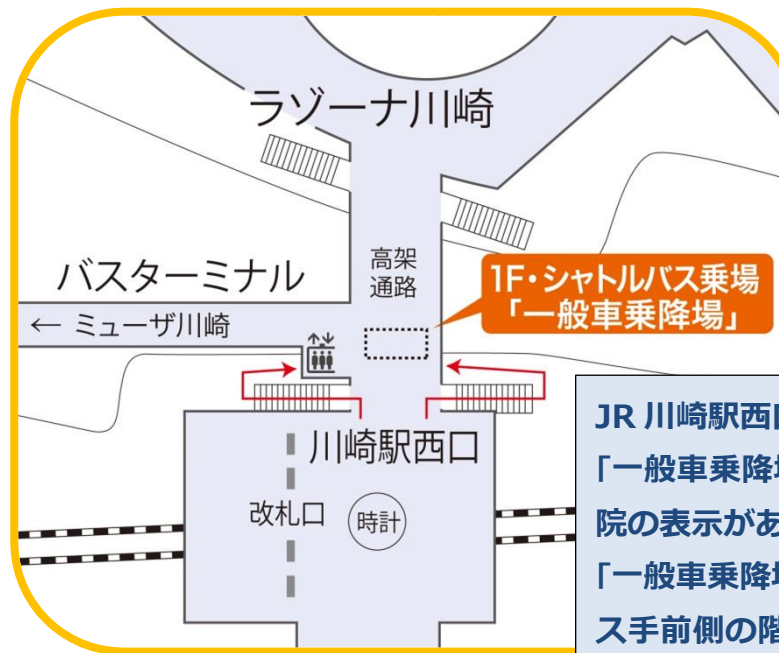 ラゾーナ川崎
高架
通路
バスターミナル
← ミューザ川崎
1F・シャトルバス乗場
「一般車乗降場」
川崎駅西口
改札口
時計
JR 川崎駅西
「一般車乗降
院の表示があ
「一般車乗降
ス手前側の階